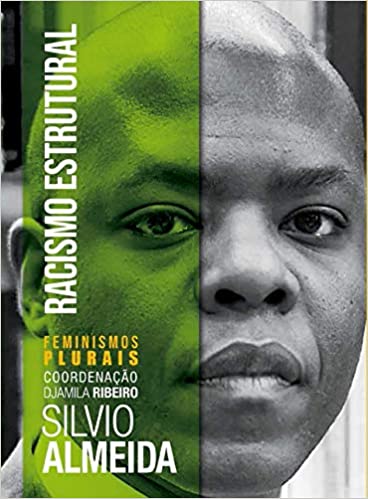 RACISMO ESTRUTURAL
FEMINISMOS
PLURAIS
COORDENAÇÃO
DJAMILA RIBEIRO
SILVIO
ALMEIDA